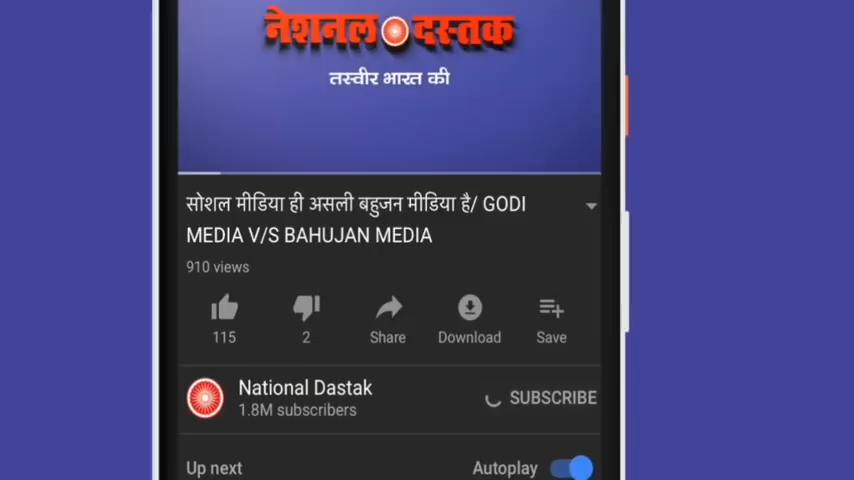 नेशनल दस्तक
तस्वीर भारत की
सोशल मीडिया ही असली बहुजन मीडिया है/ GODI
MEDIA V/S BAHUJAN MEDIA
910 views
115
2
Share
Download
Save
National Dastak
1.8M subscribers
SUBSCRIBE
Up next
Autoplay